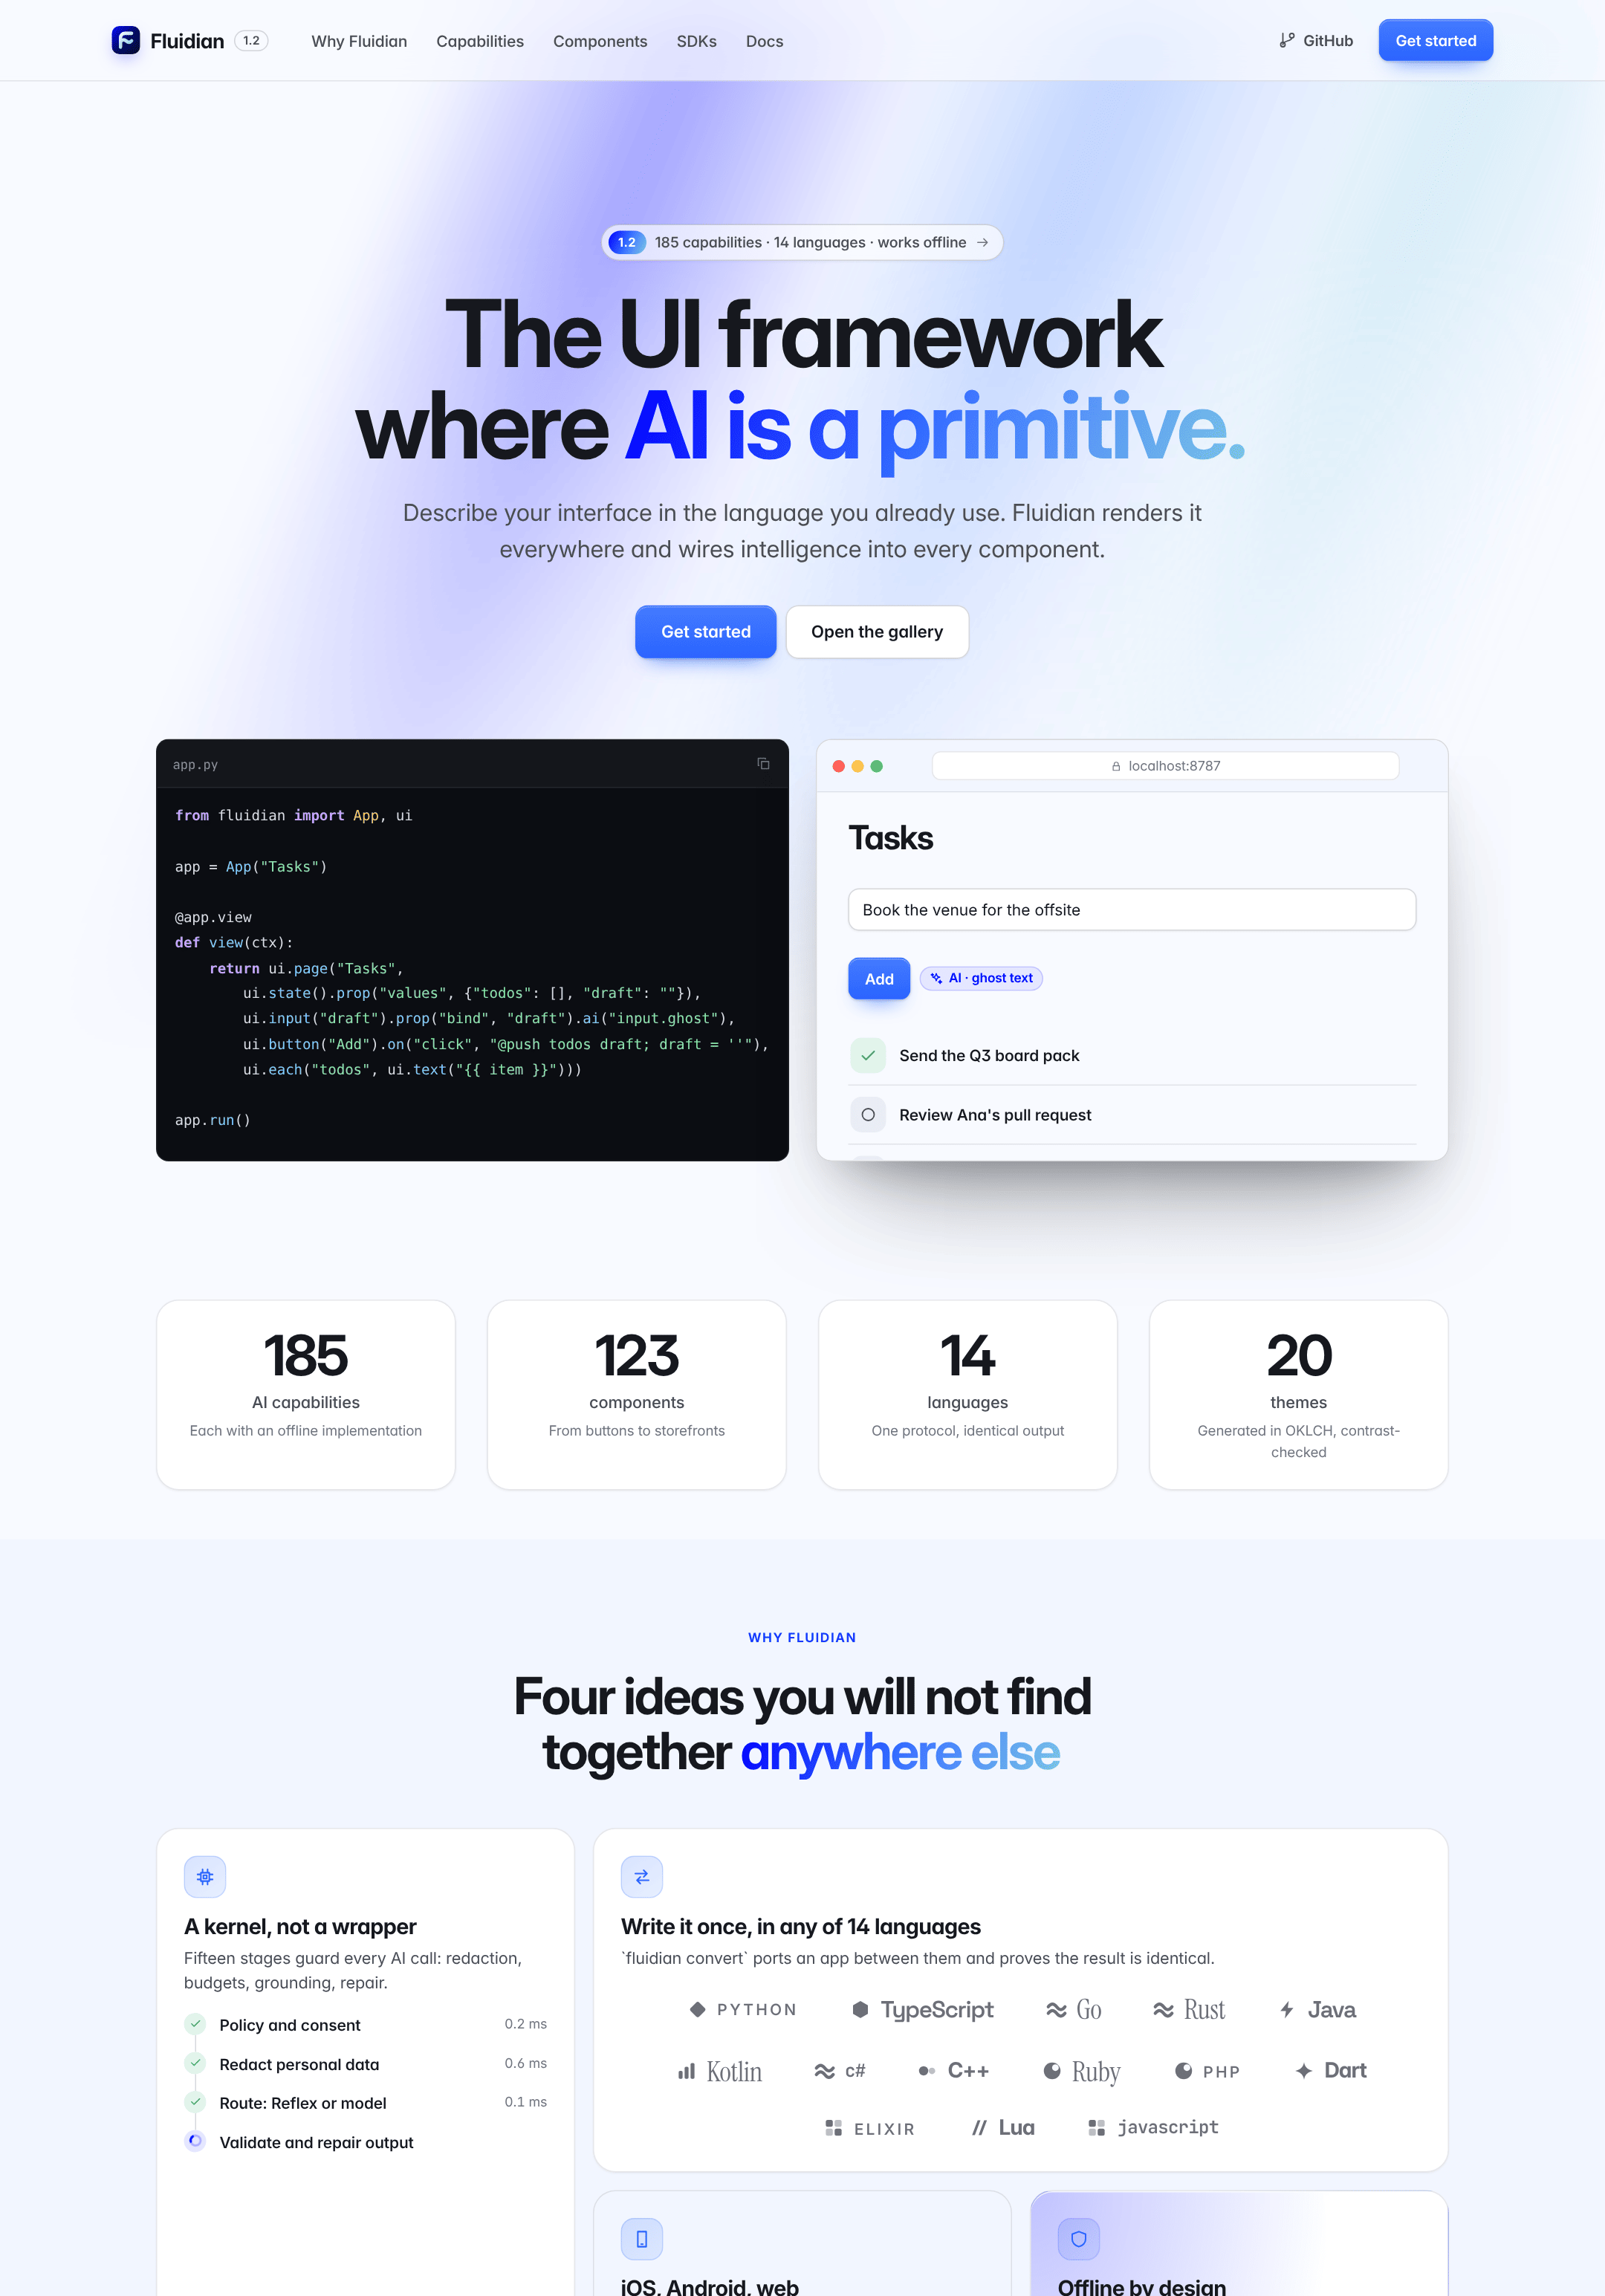 Fluidian 1.2 Why Fluidian Capabilities Components SDKs Docs GitHub Get started
1.2 185 capabilities · 14 languages · works offline →
The UI framework
where AI is a primitive.
Describe your interface in the language you already use. Fluidian renders it
everywhere and wires intelligence into every component.
Get started Open the gallery
app.py
from fluidian import App, ui
app = App("Tasks")
@app.view
def view(ctx):
return ui.page("Tasks",
ui.state().prop("values", {"todos": [], "draft": ""}),
ui.input("draft").prop("bind", "draft").ai("input.ghost"),
ui.button("Add").on("click", "@push todos draft; draft = ''"),
ui.each("todos", ui.text("{{ item }}")))
app.run()
localhost:8787
Tasks
Book the venue for the offsite
Add AI · ghost text
Send the Q3 board pack
Review Ana's pull request
185
AI capabilities
Each with an offline implementation
123
components
From buttons to storefronts
14
languages
One protocol, identical output
20
themes
Generated in OKLCH, contrast-
checked
WHY FLUIDIAN
Four ideas you will not find
together anywhere else
A kernel, not a wrapper
Fifteen stages guard every AI call: redaction,
budgets, grounding, repair.
Policy and consent 0.2 ms
Redact personal data 0.6 ms
Route: Reflex or model 0.1 ms
Validate and repair output
Write it once, in any of 14 languages
`fluidian convert` ports an app between them and proves the result is identical.
PYTHON TypeScript Go Rust Java
Kotlin c# C++ Ruby PHP Dart
ELIXIR Lua javascript
iOS, Android, web
Offline by design